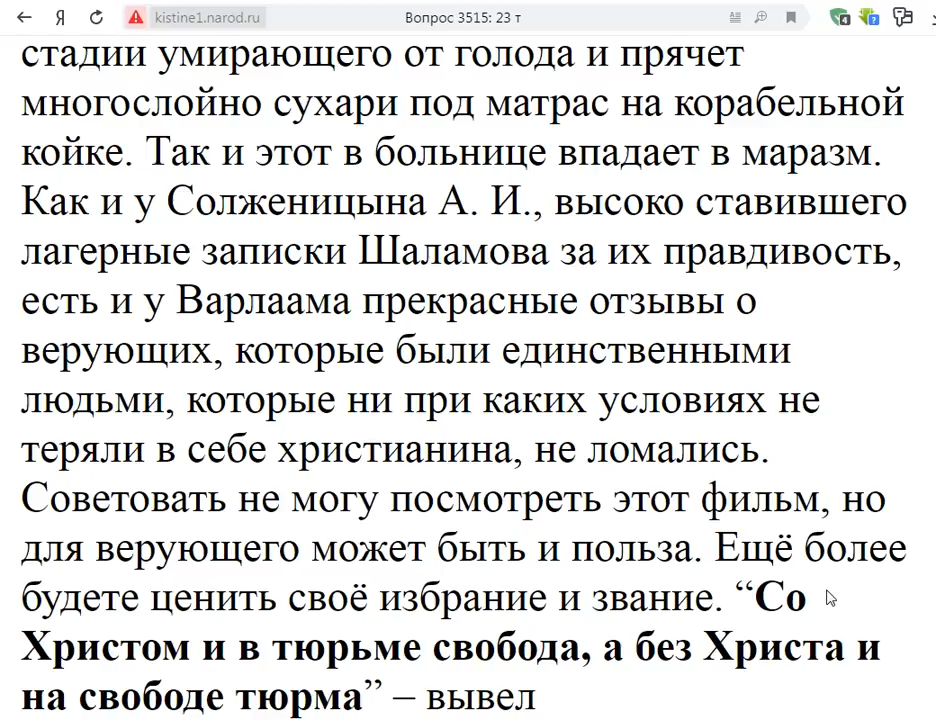 Я
kistine1.narod.ru
Вопрос 3515: 23 т
4
?
стадии умирающего от голода и прячет
многослойно сухари под матрас на корабельной
койке. Так и этот в больнице впадает в маразм.
Как и у Солженицына А. И., высоко ставившего
лагерные записки Шаламова за их правдивость,
есть и у Варлаама прекрасные отзывы о
верующих, которые были единственными
людьми, которые ни при каких условиях не
теряли в себе христианина, не ломались.
Советовать не могу посмотреть этот фильм, но
для верующего может быть и польза. Ещё более
будете ценить своё избрание и звание. “Со
Христом и в тюрьме свобода, а без Христа и
на свободе тюрма” – вывел